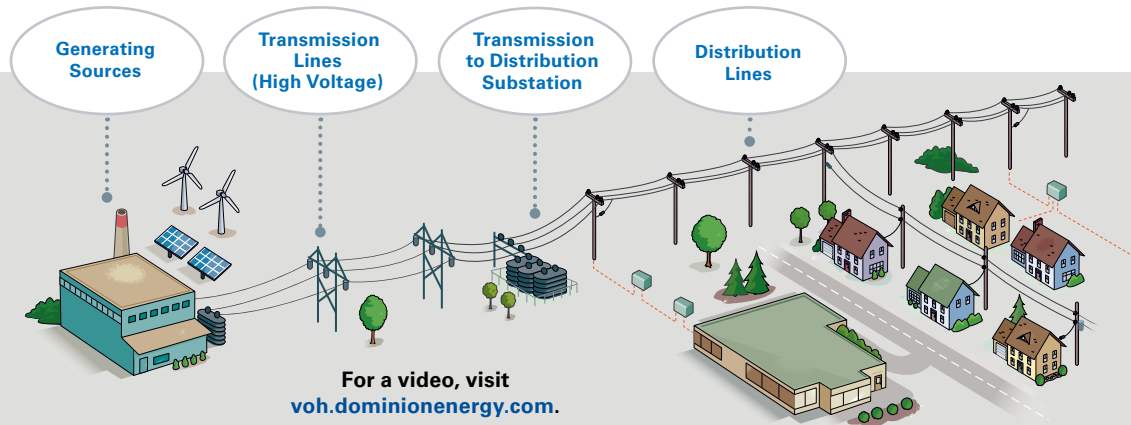 Generating
Sources
Transmission
Lines
(High Voltage)
Transmission
to Distribution
Substation
Distribution
Lines
For a video, visit
voh.dominionenergy.com.